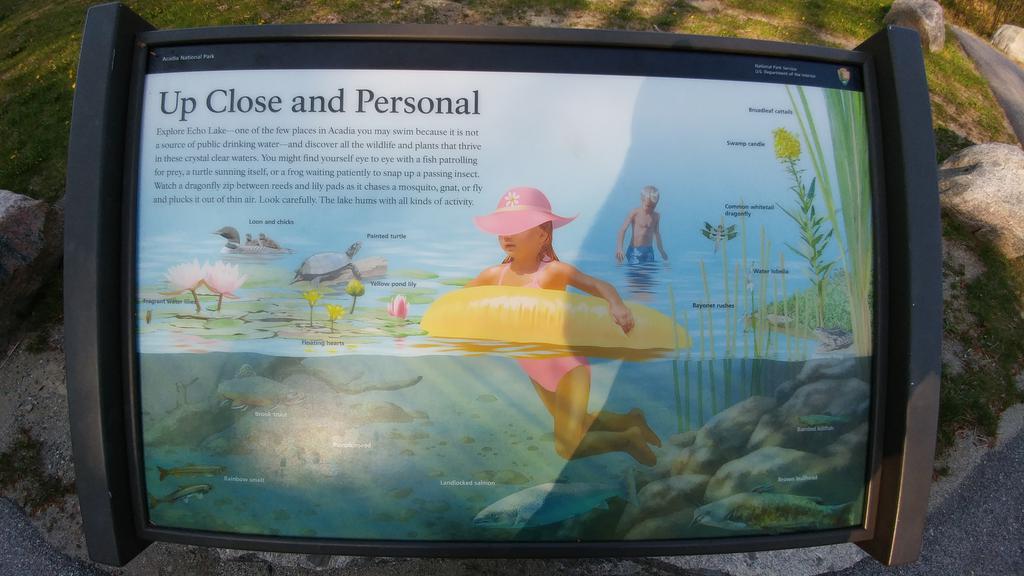 Acadia National Park
National Park Service
U.S. Department of the Interior
Up Close and Personal
Explore Echo Lake—one of the few places in Acadia you may swim because it is not
a source of public drinking water—and discover all the wildlife and plants that thrive
in these crystal clear waters. You might find yourself eye to eye with a fish patrolling
for prey, a turtle sunning itself, or a frog waiting patiently to snap up a passing insect.
Watch a dragonfly zip between reeds and lily pads as it chases a mosquito, gnat, or fly
and plucks it out of thin air. Look carefully. The lake hums with all kinds of activity.
Broadleaf cattails
Swamp candle
Common whitetail
dragonfly
Loon and chicks
Painted turtle
Water lobelia
Yellow pond lily
Fragrant water lilies
Bayonet rushes
Floating hearts
Brook trout
Banded killifish
Rainbow smelt
Landlocked salmon
Brown bullhead